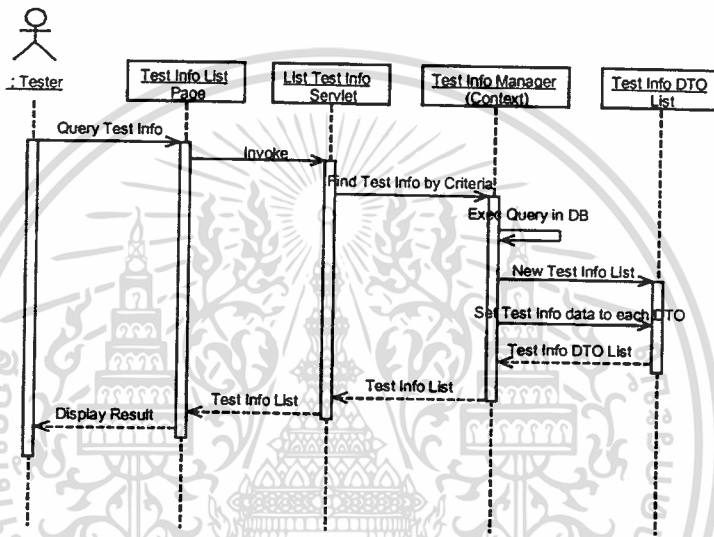 : Tester
Test Info List
Page
List Test Info
Servlet
Test Info Manager
(Context)
Test Info DTO
List
Query Test Info
Invoke
Find Test Info by Criteria
Exec Query in DB
New Test Info List
Set Test Info data to each DTO
Test Info DTO List
Test Info List
Test Info List
Display Result